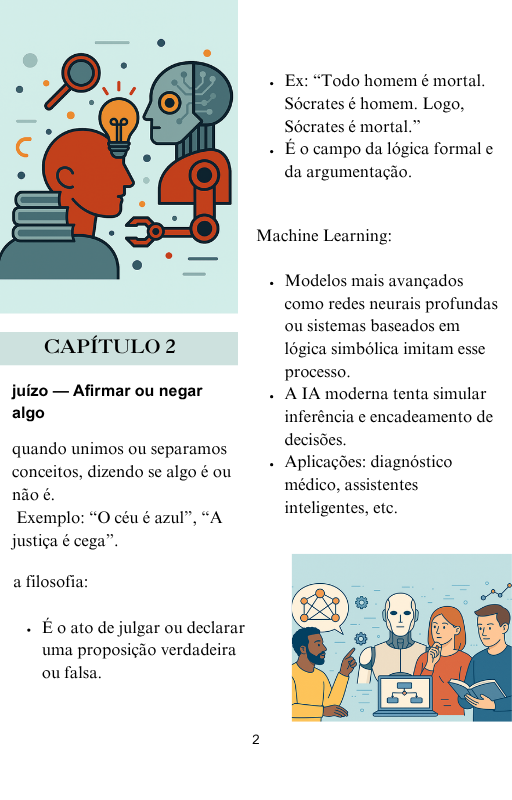 CAPÍTULO 2
juízo — Afirmar ou negar
algo
quando unimos ou separamos
conceitos, dizendo se algo é ou
não é.
Exemplo: “O céu é azul”, “A
justiça é cega”.
a filosofia:
• É o ato de julgar ou declarar
uma proposição verdadeira
ou falsa.
• Ex: “Todo homem é mortal.
Sócrates é homem. Logo,
Sócrates é mortal.”
• É o campo da lógica formal e
da argumentação.
Machine Learning:
• Modelos mais avançados
como redes neurais profundas
ou sistemas baseados em
lógica simbólica imitam esse
processo.
• A IA moderna tenta simular
inferência e encadeamento de
decisões.
• Aplicações: diagnóstico
médico, assistentes
inteligentes, etc.
2